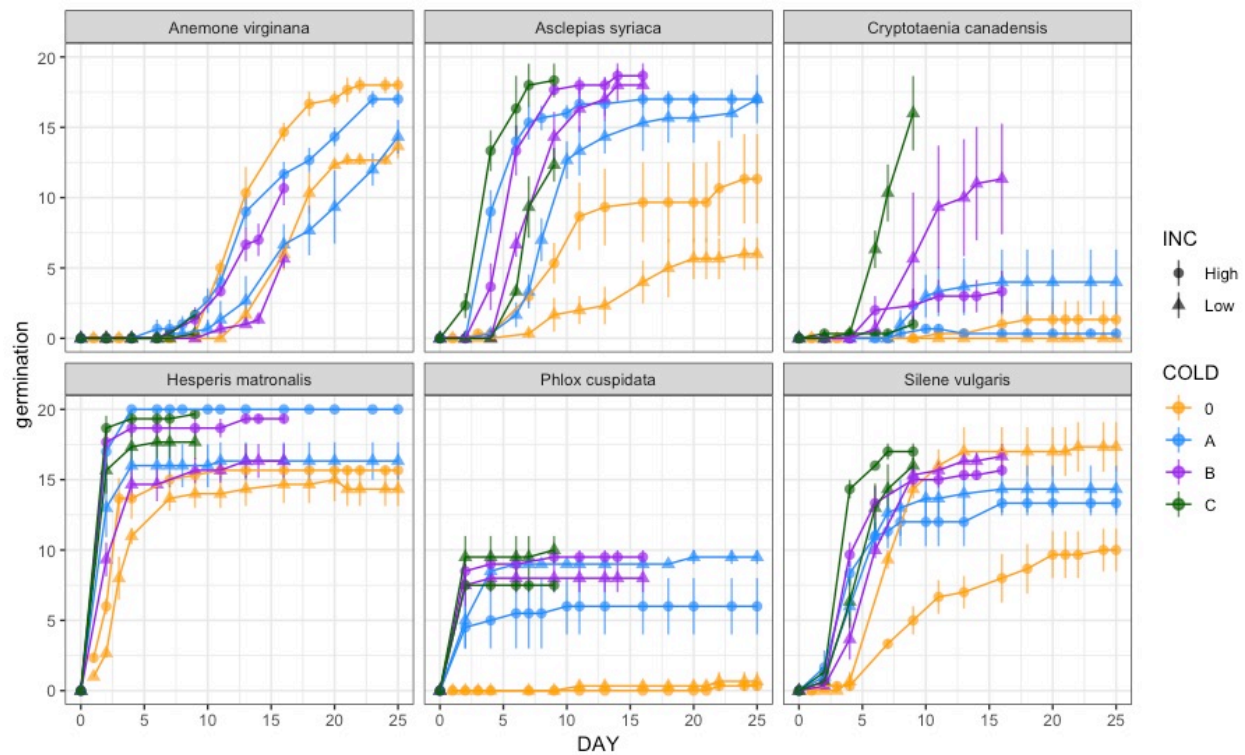 Anemone virginana
Asclepias syriaca
Cryptotaenia canadensis
20
15
10
5
0
Hesperis matronalis
Phlox cuspidata
Silene vulgaris
20
15
10
5
0
0 5 10 15 20 25
0 5 10 15 20 25
0 5 10 15 20 25
germination
DAY
INC
High
Low
COLD
0
A
B
C